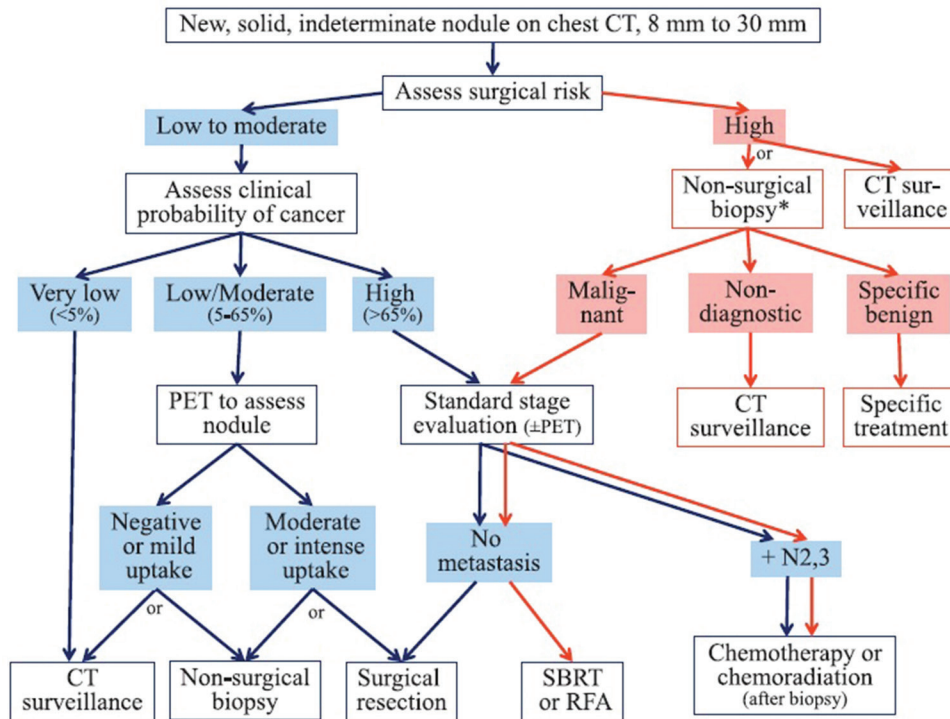 New, solid, indeterminate nodule on chest CT, 8 mm to 30 mm
Assess surgical risk
Low to moderate
High
or
Assess clinical
probability of cancer
Non-surgical
biopsy*
CT sur-
veillance
Very low
(<5%)
Low/Moderate
(5-65%)
High
(>65%)
Malig-
nant
Non-
diagnostic
Specific
benign
PET to assess
nodule
Standard stage
evaluation (±PET)
CT
surveillance
Specific
treatment
Negative
or mild
uptake
Moderate
or intense
uptake
No
metastasis
+ N2,3
or
or
CT
surveillance
Non-surgical
biopsy
Surgical
resection
SBRT
or RFA
Chemotherapy or
chemoradiation
(after biopsy)